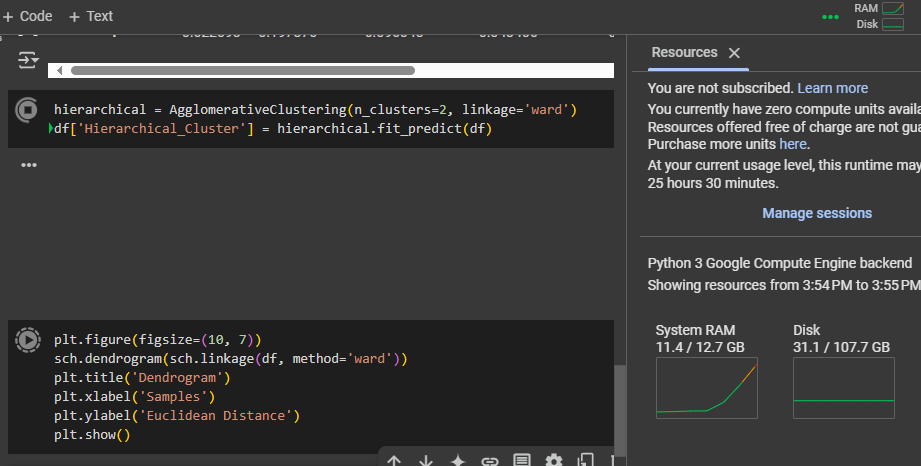 + Code + Text
RAM
Disk
Resources
You are not subscribed. Learn more
You currently have zero compute units availa
Resources offered free of charge are not gua
Purchase more units here.
At your current usage level, this runtime may
25 hours 30 minutes.
Manage sessions
Python 3 Google Compute Engine backend
Showing resources from 3:54 PM to 3:55 PM
System RAM
11.4 / 12.7 GB
Disk
31.1 / 107.7 GB
hierarchical = AgglomerativeClustering(n_clusters=2, linkage='ward')
df['Hierarchical_Cluster'] = hierarchical.fit_predict(df)
plt.figure(figsize=(10, 7))
sch.dendrogram(sch.linkage(df, method='ward'))
plt.title('Dendrogram')
plt.xlabel('Samples')
plt.ylabel('Euclidean Distance')
plt.show()